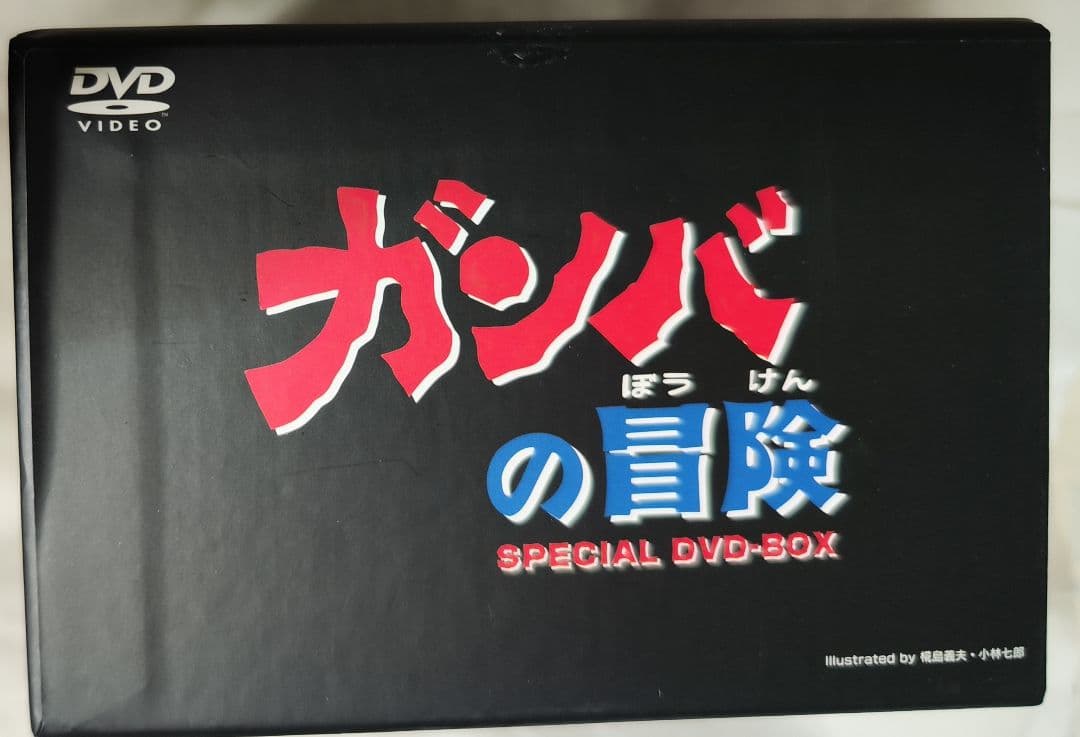 DVD
VIDEO
ガンバ
ぼう けん
の冒険
SPECIAL DVD-BOX
Illustrated by 椛島義夫・小林七郎